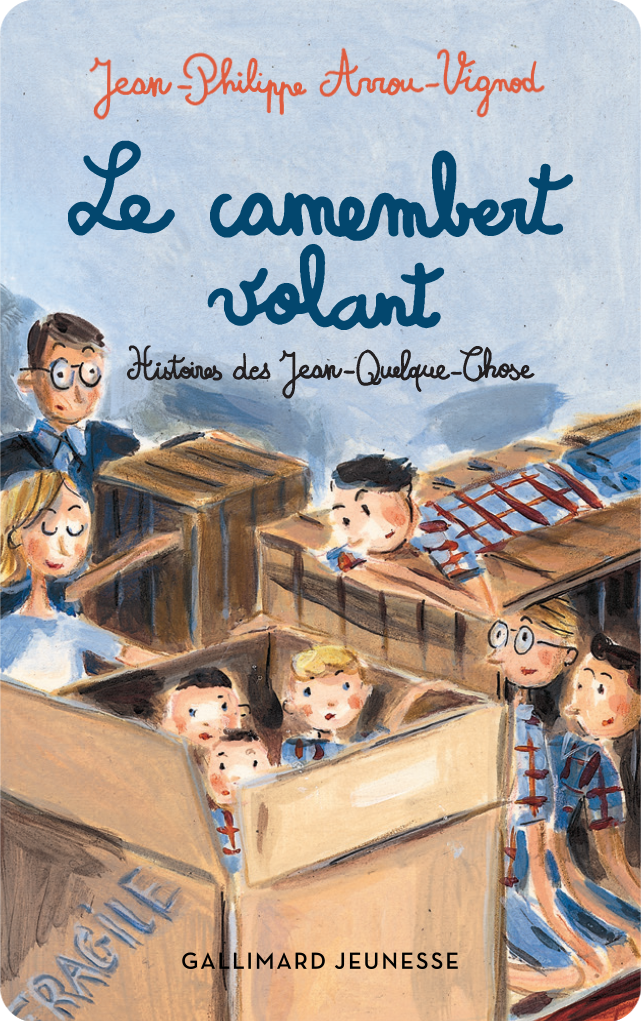 Jean-Philippe Arrou-Vignod
Le camembert
volant
Histoires des Jean-Quelque-Chose
FRAGILE
GALLIMARD JEUNESSE